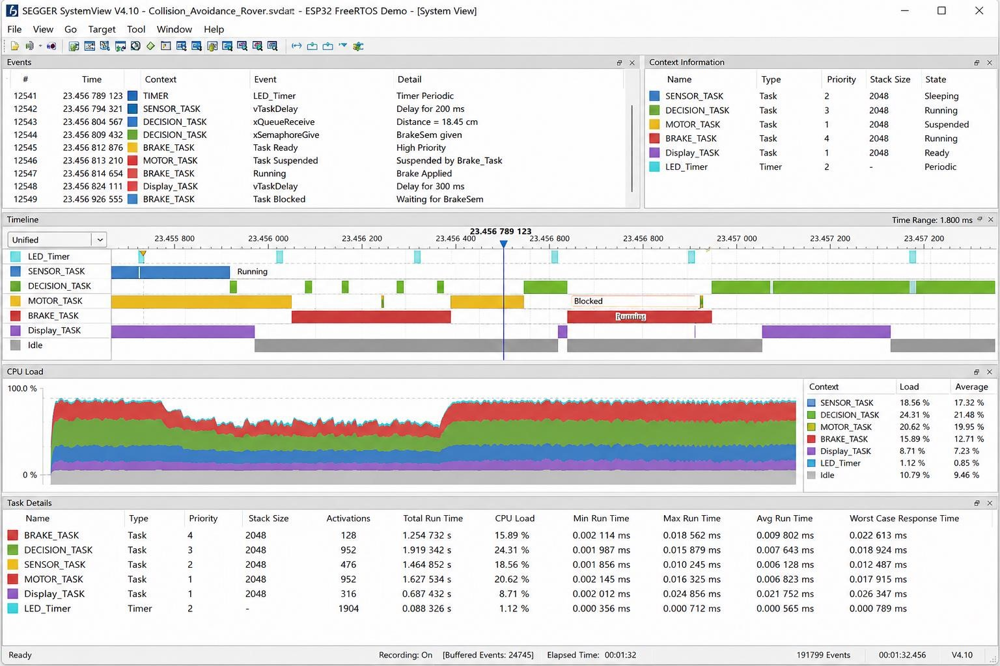 SEGGER SystemView V4.10 - Collision_Avoidance_Rover.svdat - ESP32 FreeRTOS Demo - [System View]
File View Go Target Tool Window Help
Events
# Time Context Event Detail
12541 23.456 789 123 TIMER LED_Timer Timer Periodic
12542 23.456 794 321 SENSOR_TASK vTaskDelay Delay for 200 ms
12543 23.456 804 567 DECISION_TASK xQueueReceive Distance = 18.45 cm
12544 23.456 809 432 DECISION_TASK xSemaphoreGive BrakeSem given
12545 23.456 812 876 BRAKE_TASK Task Ready High Priority
12546 23.456 813 210 MOTOR_TASK Task Suspended Suspended by Brake_Task
12547 23.456 814 654 BRAKE_TASK Running Brake Applied
12548 23.456 824 111 Display_TASK vTaskDelay Delay for 300 ms
12549 23.456 926 555 BRAKE_TASK Task Blocked Waiting for BrakeSem
Context Information
Name Type Priority Stack Size State
SENSOR_TASK Task 2 2048 Sleeping
DECISION_TASK Task 3 2048 Running
MOTOR_TASK Task 1 2048 Suspended
BRAKE_TASK Task 4 2048 Running
Display_TASK Task 1 2048 Ready
LED_Timer Timer 2 - Periodic
Timeline Time Range: 1.800 ms
23.456 789 123
Unified 23.455 800 23.456 000 23.456 200 23.456 400 23.456 600 23.456 800 23.457 200 23.457 200
LED_Timer
SENSOR_TASK Running
DECISION_TASK
MOTOR_TASK Blocked
BRAKE_TASK Running
Display_TASK
Idle
CPU Load
100.0 %
0 %
Context Load Average
SENSOR_TASK 18.56 % 17.32 %
DECISION_TASK 24.31 % 21.48 %
MOTOR_TASK 20.62 % 19.95 %
BRAKE_TASK 15.89 % 12.71 %
Display_TASK 8.71 % 7.23 %
LED_Timer 1.12 % 0.85 %
Idle 10.79 % 9.46 %
Task Details
Name Type Priority Stack Size Activations Total Run Time CPU Load Min Run Time Max Run Time Avg Run Time Worst Case Response Time
BRAKE_TASK Task 4 2048 128 1.254 732 s 15.89 % 0.002 114 ms 0.018 562 ms 0.009 802 ms 0.022 613 ms
DECISION_TASK Task 3 2048 952 1.919 342 s 24.31 % 0.001 987 ms 0.015 879 ms 0.007 643 ms 0.018 924 ms
SENSOR_TASK Task 2 2048 476 1.464 852 s 18.56 % 0.001 856 ms 0.010 245 ms 0.006 128 ms 0.012 487 ms
MOTOR_TASK Task 1 2048 952 1.627 534 s 20.62 % 0.002 145 ms 0.016 325 ms 0.006 823 ms 0.017 915 ms
Display_TASK Task 1 2048 316 0.687 432 s 8.71 % 0.002 012 ms 0.024 856 ms 0.021 752 ms 0.026 347 ms
LED_Timer Timer 2 - 1904 0.088 326 s 1.12 % 0.000 356 ms 0.000 712 ms 0.000 565 ms 0.000 789 ms
Ready Recording: On [Buffered Events: 24745] Elapsed Time: 00:01:32 191799 Events 00:01:32.456 V4.10